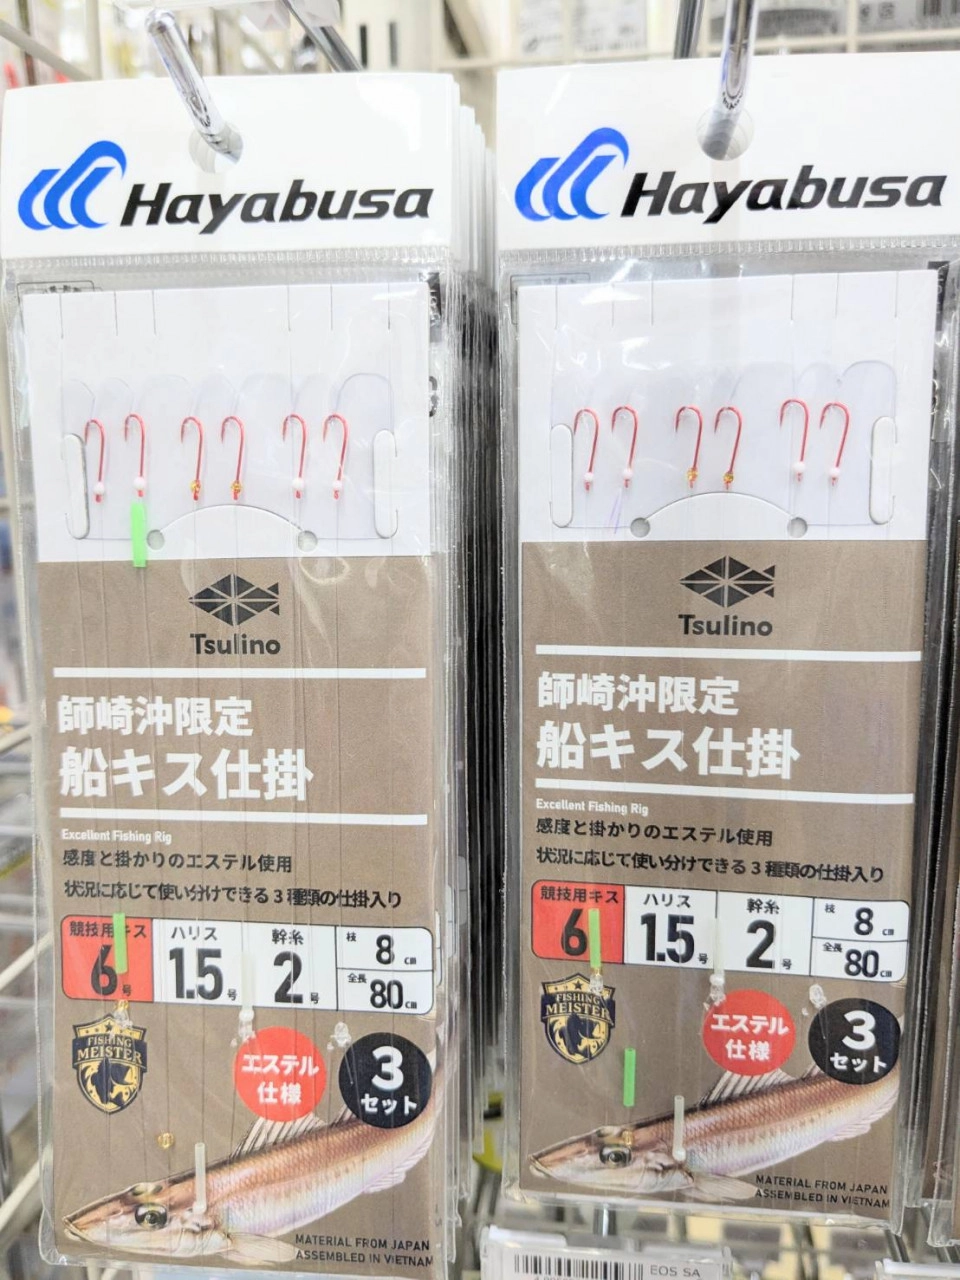 Hayabusa
Tsulino
師崎沖限定
船キス仕掛
Excellent Fishing Rig
感度と掛かりのエステル使用
状況に応じて使い分けできる3種類の仕掛入り
競技用キス 6号
ハリス 1.5号
幹糸 2号
枝 8cm
全長 80cm
FISHING
MEISTER
エステル
仕様
3
セット
MATERIAL FROM JAPAN
ASSEMBLED IN VIETNAM
Hayabusa
Tsulino
師崎沖限定
船キス仕掛
Excellent Fishing Rig
感度と掛かりのエステル使用
状況に応じて使い分けできる3種類の仕掛入り
競技用キス 6号
ハリス 1.5号
幹糸 2号
枝 8cm
全長 80cm
FISHING
MEISTER
エステル
仕様
3
セット
MATERIAL FROM JAPAN
ASSEMBLED IN VIETNAM
EOS SA